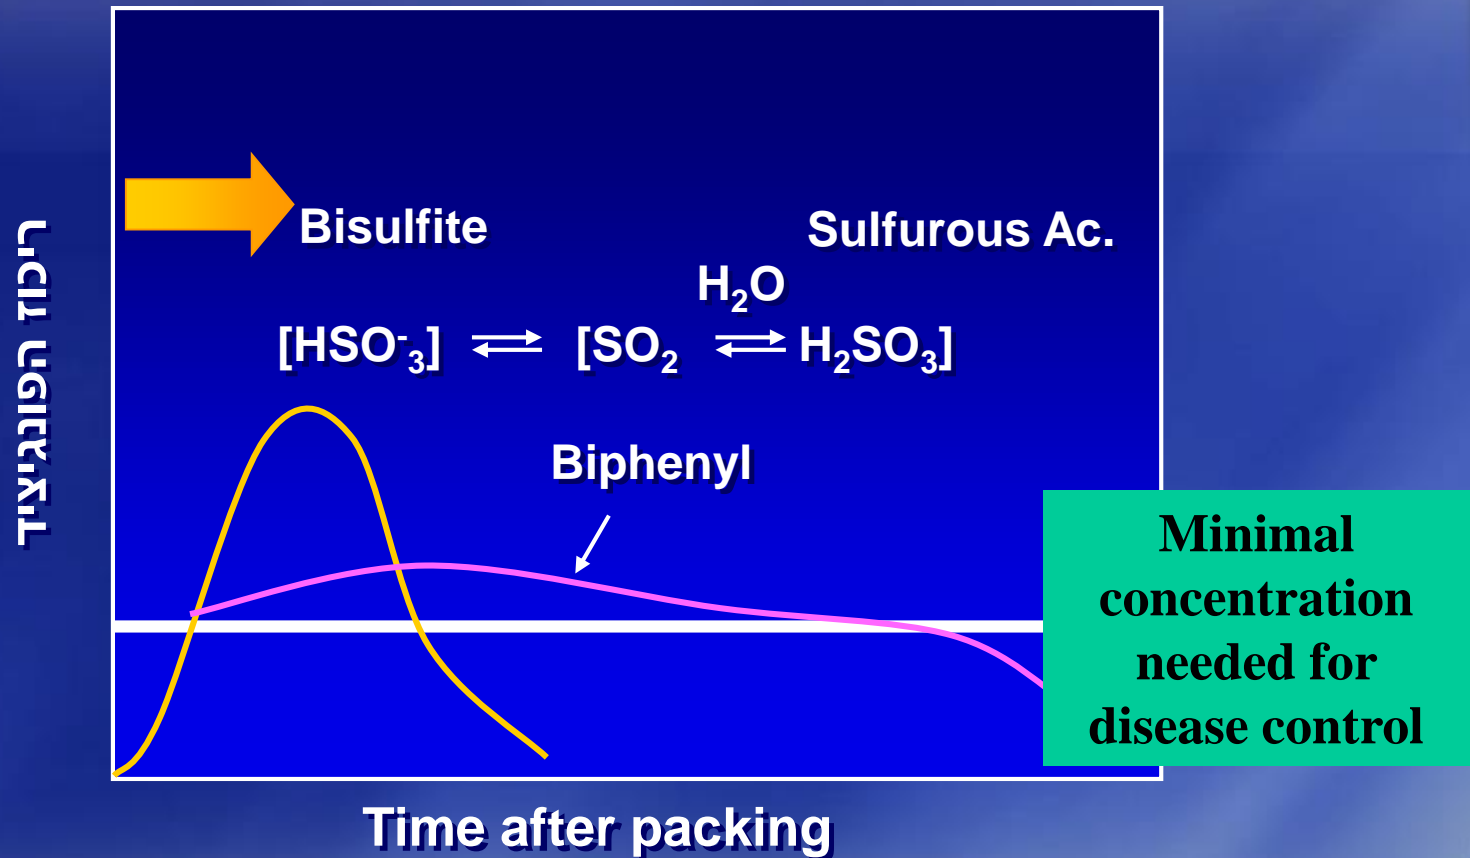 ריכוז הפונגיציד
Bisulfite
Sulfurous Ac.
H₂O
[HSO⁻₃] ⇌ [SO₂ ⇌ H₂SO₃]
Biphenyl
Minimal
concentration
needed for
disease control
Time after packing